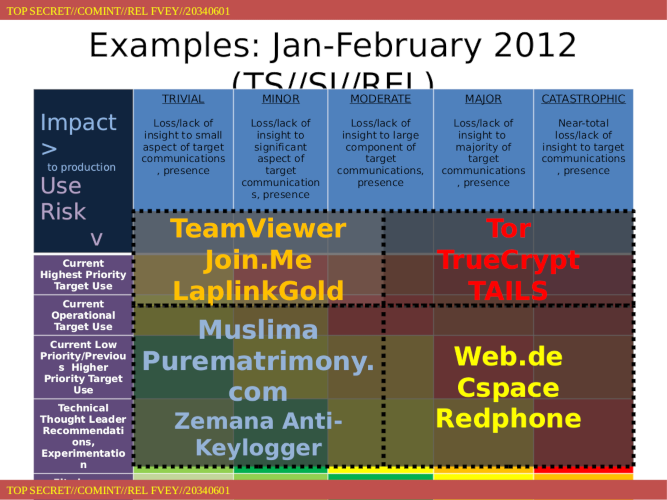 TOP SECRET//COMINT//REL FVEY//20340601
Examples: Jan-February 2012
(TS//SI//REL)
Impact
>
to production
Use
Risk
v
TRIVIAL
Loss/lack of
insight to small
aspect of target
communications
, presence
MINOR
Loss/lack of
insight to
significant
aspect of
target
communication
s, presence
MODERATE
Loss/lack of
insight to large
component of
target
communications,
presence
MAJOR
Loss/lack of
insight to
majority of
target
communications
, presence
CATASTROPHIC
Near-total
loss/lack of
insight to target
communications
, presence
Current
Highest Priority
Target Use
Current
Operational
Target Use
Current Low
Priority/Previou
s Higher
Priority Target
Use
Technical
Thought Leader
Recommendati
ons,
Experimentatio
n
TeamViewer
Join.Me
LaplinkGold
Tor
TrueCrypt
TAILS
Muslima
Purematrimony.
com
Zemana Anti-
Keylogger
Web.de
Cspace
Redphone
TOP SECRET//COMINT//REL FVEY//20340601